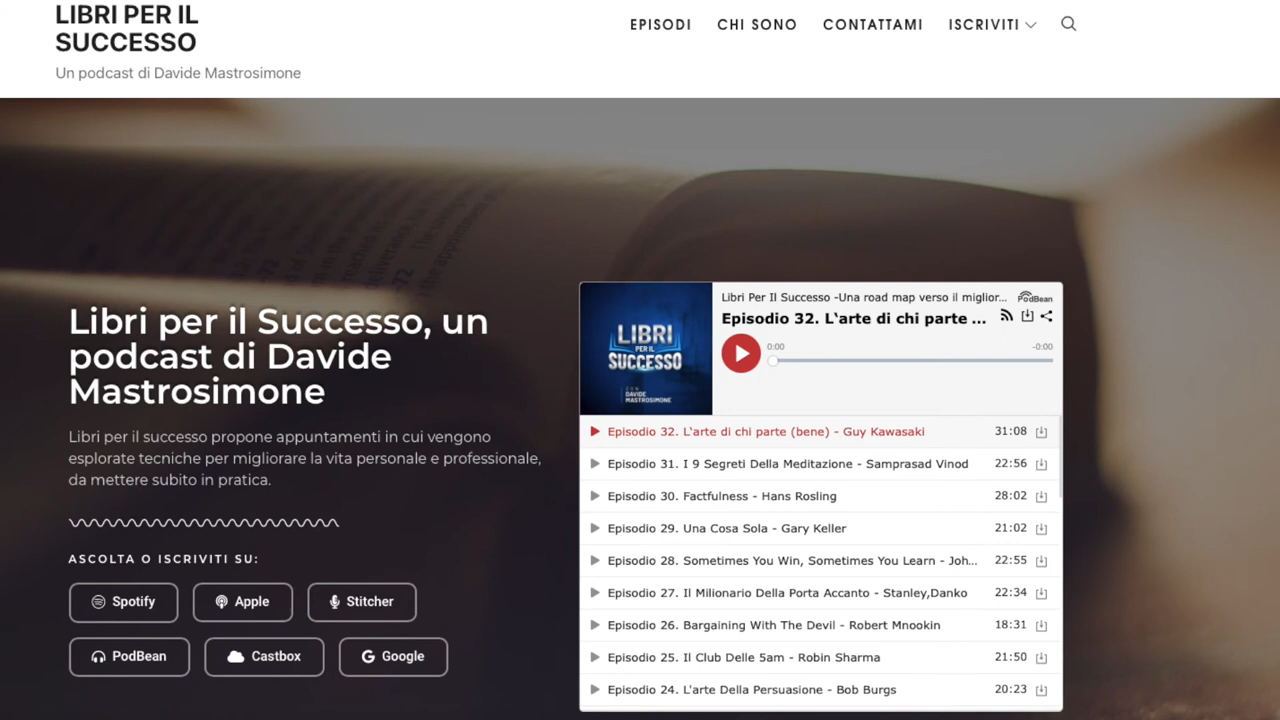 LIBRI PER IL
SUCCESSO
Un podcast di Davide Mastrosimone
EPISODI CHI SONO CONTATTAMI ISCRIVITI
Libri per il Successo, un
podcast di Davide
Mastrosimone
Libri per il successo propone appuntamenti in cui vengono
esplorate tecniche per migliorare la vita personale e professionale,
da mettere subito in pratica.
ASCOLTA O ISCRIVITI SU:
Spotify Apple Stitcher
PodBean Castbox Google
LIBRI
PER IL
SUCCESSO
CON
DAVIDE
MASTROSIMONE
Libri Per Il Successo -Una road map verso il miglior...
PodBean
Episodio 32. L'arte di chi parte ...
0:00 -0:00
Episodio 32. L'arte di chi parte (bene) - Guy Kawasaki 31:08
Episodio 31. I 9 Segreti Della Meditazione - Samprasad Vinod 22:56
Episodio 30. Factfulness - Hans Rosling 28:02
Episodio 29. Una Cosa Sola - Gary Keller 21:02
Episodio 28. Sometimes You Win, Sometimes You Learn - Joh... 22:55
Episodio 27. Il Milionario Della Porta Accanto - Stanley,Danko 22:34
Episodio 26. Bargaining With The Devil - Robert Mnookin 18:31
Episodio 25. Il Club Delle 5am - Robin Sharma 21:50
Episodio 24. L'arte Della Persuasione - Bob Burgs 20:23